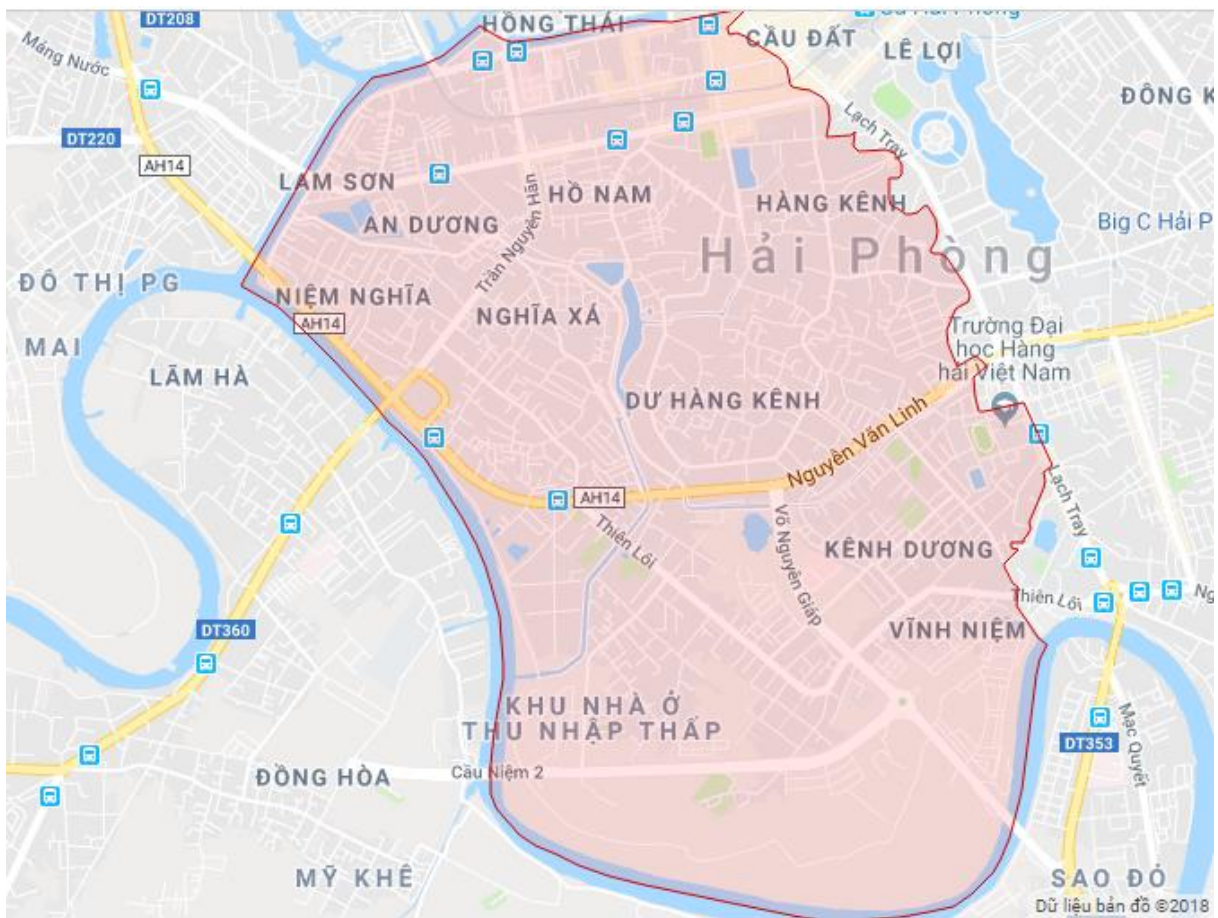 DT208
HỒNG THÁI
Ga Hải Phòng
CẦU ĐẤT
LÊ LỢI
Máng Nước
ĐÔNG K
DT220
AH14
Lạch Tray
LAM SƠN
HỒ NAM
AN DƯƠNG
Trần Nguyên Hãn
HÀNG KÊNH
Big C Hải P
Hải Phòng
ĐÔ THỊ PG
MAI
NIỆM NGHĨA
AH14
NGHĨA XÁ
Trường Đại
học Hàng
hải Việt Nam
LÃM HÀ
DƯ HÀNG KÊNH
Nguyễn Văn Linh
AH14
Lạch Tray
Thiên Lôi
Võ Nguyên Giáp
KÊNH DƯƠNG
Thiên Lôi
Ng
DT360
VĨNH NIỆM
KHU NHÀ Ở
THU NHẬP THẤP
Mạc Quyết
DT353
ĐỒNG HÒA
Cầu Niệm 2
MỸ KHÊ
SAO ĐỎ
Dữ liệu bản đồ ©2018